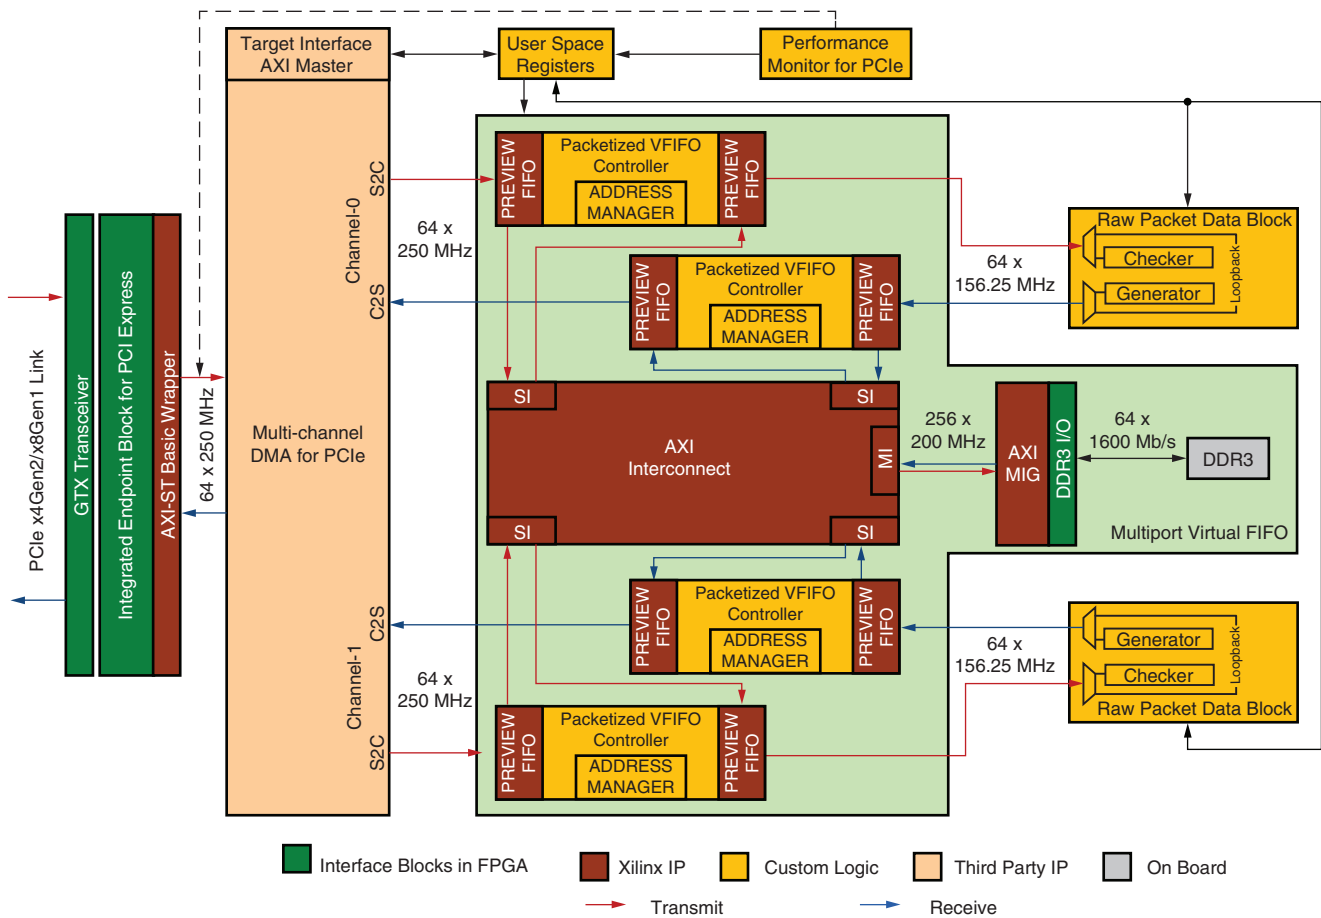 Target Interface
AXI Master
User Space
Registers
Performance
Monitor for PCIe
PREVIEW
FIFO
Packetized VFIFO
Controller
ADDRESS
MANAGER
PREVIEW
FIFO
S2C
Channel-0
C2S
64 x
250 MHz
Raw Packet Data Block
Checker
Generator
Loopback
64 x
156.25 MHz
PREVIEW
FIFO
Packetized VFIFO
Controller
ADDRESS
MANAGER
PREVIEW
FIFO
PCIe x4Gen2/x8Gen1 Link
GTX Transceiver
Integrated Endpoint Block for PCI Express
AXI-ST Basic Wrapper
64 x 250 MHz
Multi-channel
DMA for PCIe
SI
SI
AXI
Interconnect
MI
SI
SI
256 x
200 MHz
AXI
MIG
DDR3 I/O
64 x
1600 Mb/s
DDR3
Multiport Virtual FIFO
C2S
Channel-1
S2C
64 x
250 MHz
PREVIEW
FIFO
Packetized VFIFO
Controller
ADDRESS
MANAGER
PREVIEW
FIFO
64 x
156.25 MHz
Generator
Checker
Loopback
Raw Packet Data Block
PREVIEW
FIFO
Packetized VFIFO
Controller
ADDRESS
MANAGER
PREVIEW
FIFO
Interface Blocks in FPGA
Xilinx IP
Custom Logic
Third Party IP
On Board
Transmit
Receive